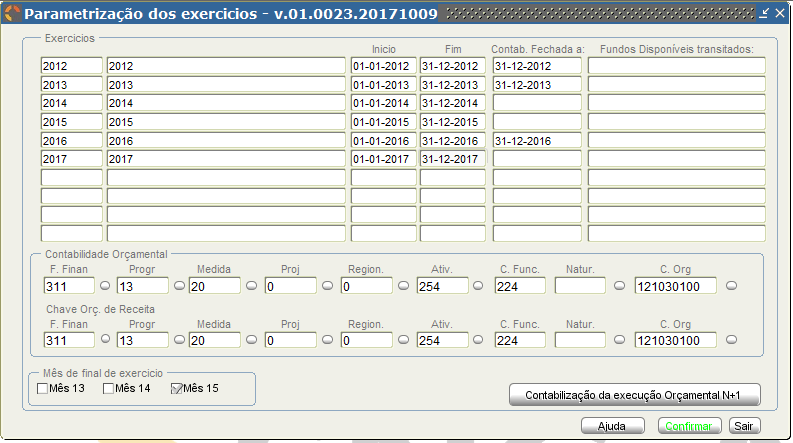 Parametrização dos exercicios - v.01.0023.20171009
Exercicios
Inicio Fim Contab. Fechada a: Fundos Disponíveis transitados:
2012 2012 01-01-2012 31-12-2012 31-12-2012
2013 2013 01-01-2013 31-12-2013 31-12-2013
2014 2014 01-01-2014 31-12-2014
2015 2015 01-01-2015 31-12-2015
2016 2016 01-01-2016 31-12-2016 31-12-2016
2017 2017 01-01-2017 31-12-2017
Contabilidade Orçamental
F. Finan Progr Medida Proj Region. Ativ. C. Func. Natur. C. Org
311 13 20 0 0 254 224 121030100
Chave Orç. de Receita
F. Finan Progr Medida Proj Region. Ativ. C. Func. Natur. C. Org
311 13 20 0 0 254 224 121030100
Mês de final de exercicio
Mês 13 Mês 14 Mês 15
Contabilização da execução Orçamental N+1
Ajuda Confirmar Sair